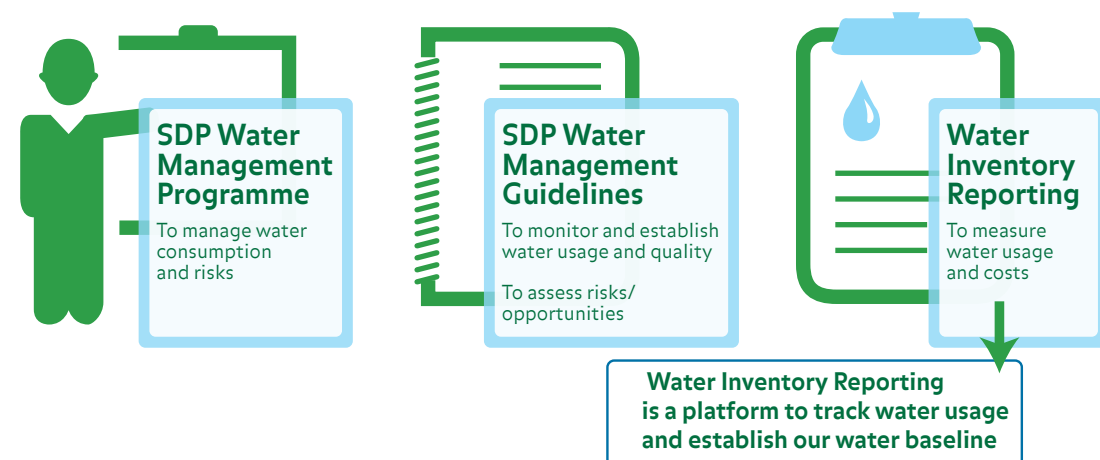 SDP Water
Management
Programme
To manage water
consumption
and risks
SDP Water
Management
Guidelines
To monitor and establish
water usage and quality
To assess risks/
opportunities
Water
Inventory
Reporting
To measure
water usage
and costs
Water Inventory Reporting
is a platform to track water usage
and establish our water baseline